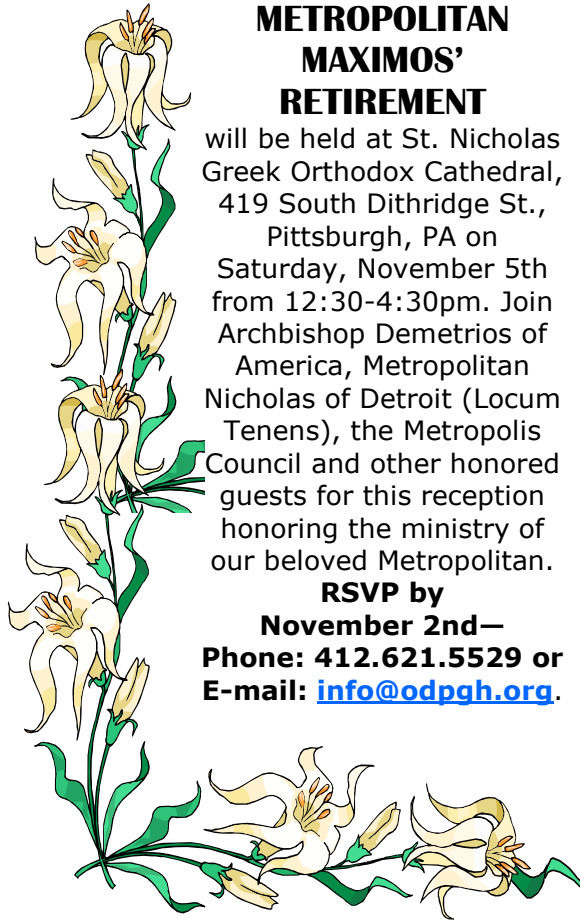 METROPOLITAN
MAXIMOS’
RETIREMENT
will be held at St. Nicholas
Greek Orthodox Cathedral,
419 South Dithridge St.,
Pittsburgh, PA on
Saturday, November 5th
from 12:30-4:30pm. Join
Archbishop Demetrios of
America, Metropolitan
Nicholas of Detroit (Locum
Tenens), the Metropolis
Council and other honored
guests for this reception
honoring the ministry of
our beloved Metropolitan.
RSVP by
November 2nd—
Phone: 412.621.5529 or
E-mail: info@odpgh.org.